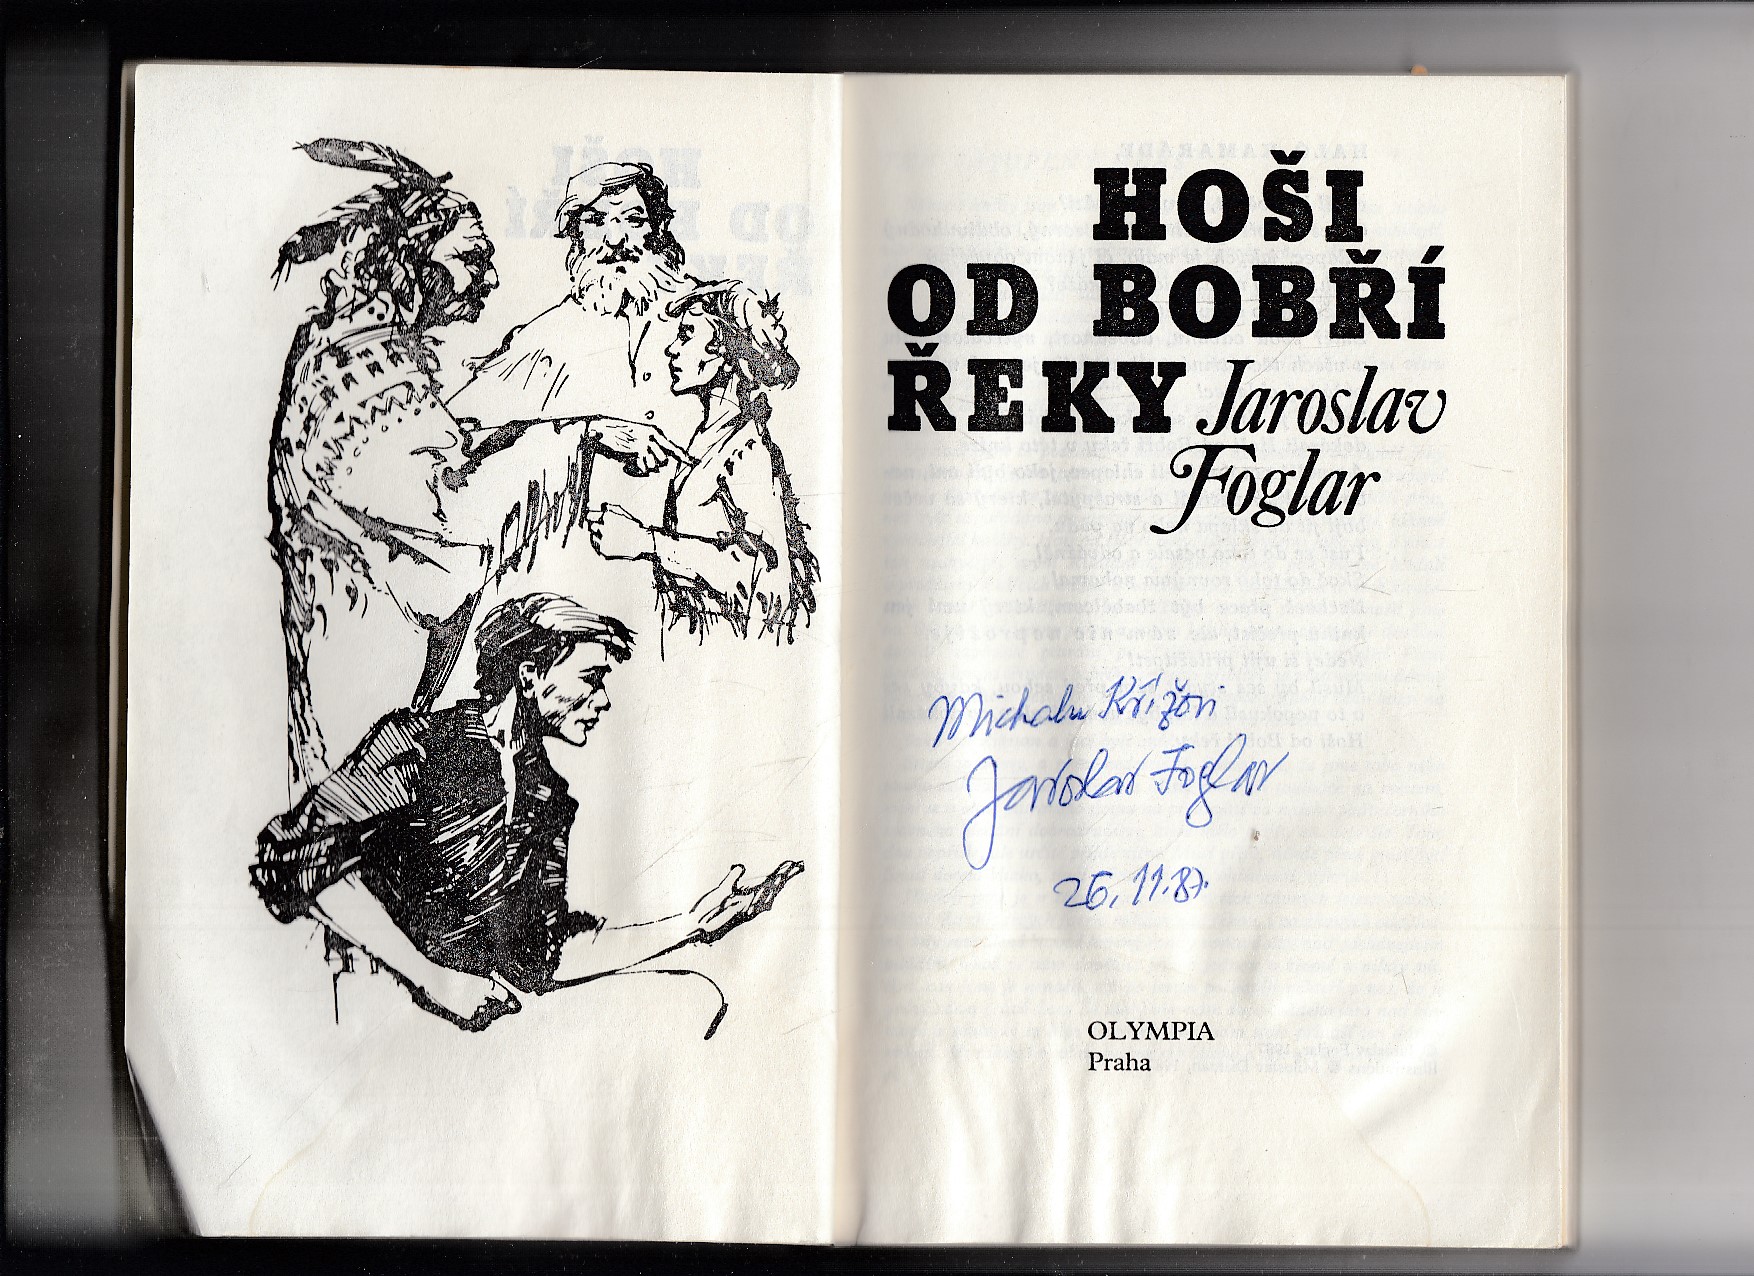 HOŠI
OD BOBŘÍ
ŘEKY Jaroslav
Foglar
Michalu Křížovi
Jaroslav Foglar
26.11.87.
OLYMPIA
Praha